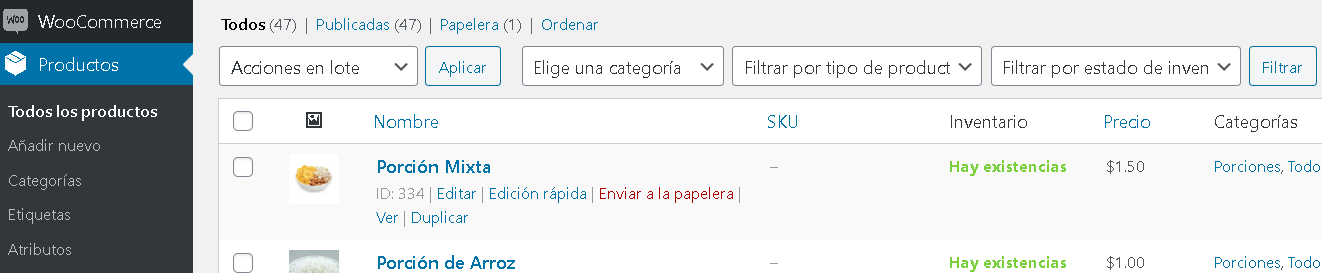 WOO WooCommerce
Productos
Todos los productos
Añadir nuevo
Categorías
Etiquetas
Atributos
Todos (47) | Publicadas (47) | Papelera (1) | Ordenar
Acciones en lote Aplicar Elige una categoría Filtrar por tipo de product Filtrar por estado de inven Filtrar
Nombre SKU Inventario Precio Categorías
Porción Mixta – Hay existencias $1.50 Porciones, Todo
ID: 334 | Editar | Edición rápida | Enviar a la papelera |
Ver | Duplicar
Porción de Arroz – Hay existencias $1.00 Porciones, Todo